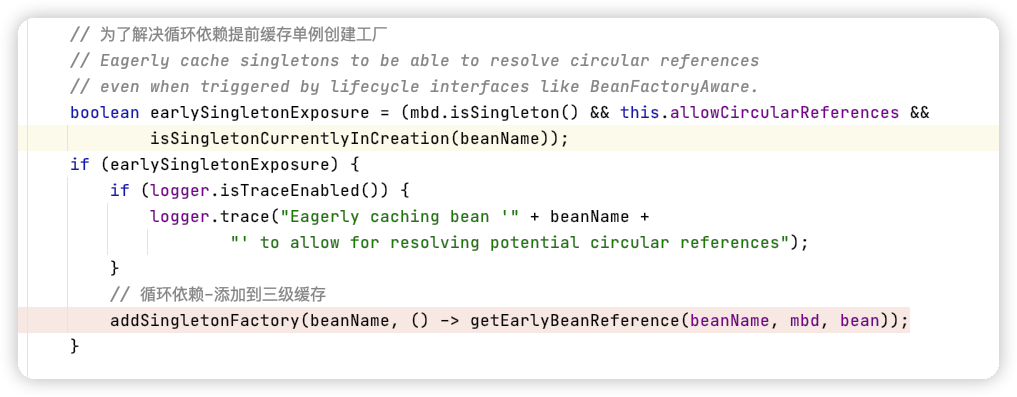 // 为了解决循环依赖提前缓存单例创建工厂
// Eagerly cache singletons to be able to resolve circular references
// even when triggered by lifecycle interfaces like BeanFactoryAware.
boolean earlySingletonExposure = (mbd.isSingleton() && this.allowCircularReferences &&
isSingletonCurrentlyInCreation(beanName));
if (earlySingletonExposure) {
if (logger.isTraceEnabled()) {
logger.trace("Eagerly caching bean '" + beanName +
"' to allow for resolving potential circular references");
}
// 循环依赖-添加到三级缓存
addSingletonFactory(beanName, () -> getEarlyBeanReference(beanName, mbd, bean));
}